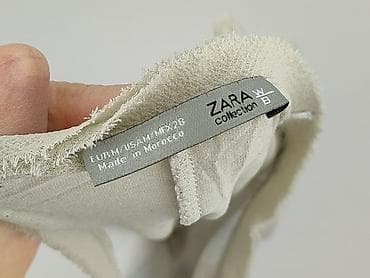 ZARA W/B
collection
EUR M/USA M/MEX 28
Made in Morocco